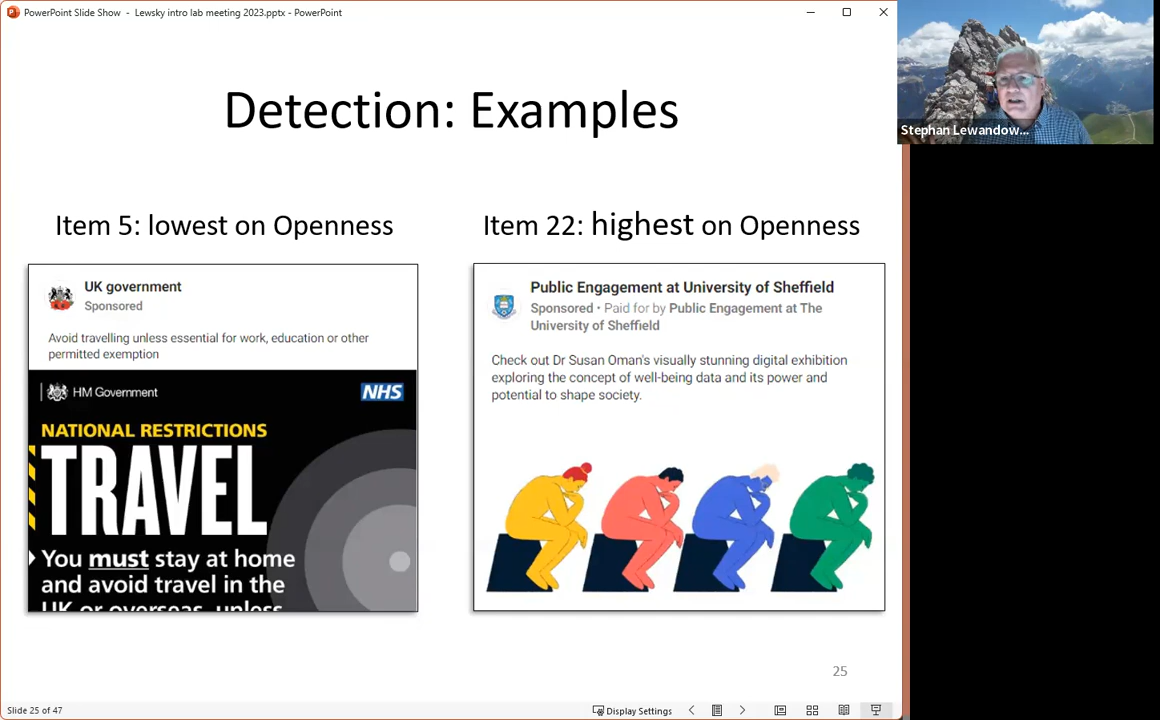 PowerPoint Slide Show - Lewsky intro lab meeting 2023.pptx - PowerPoint
Stephan Lewandow...
Detection: Examples
Item 5: lowest on Openness
UK government
Sponsored
Avoid travelling unless essential for work, education or other
permitted exemption
HM Government
NHS
NATIONAL RESTRICTIONS
TRAVEL
You must stay at home
and avoid travel in the
UK or overseas, unless
Item 22: highest on Openness
Public Engagement at University of Sheffield
Sponsored • Paid for by Public Engagement at The
University of Sheffield
Check out Dr Susan Oman's visually stunning digital exhibition
exploring the concept of well-being data and its power and
potential to shape society.
25
Slide 25 of 47
Display Settings